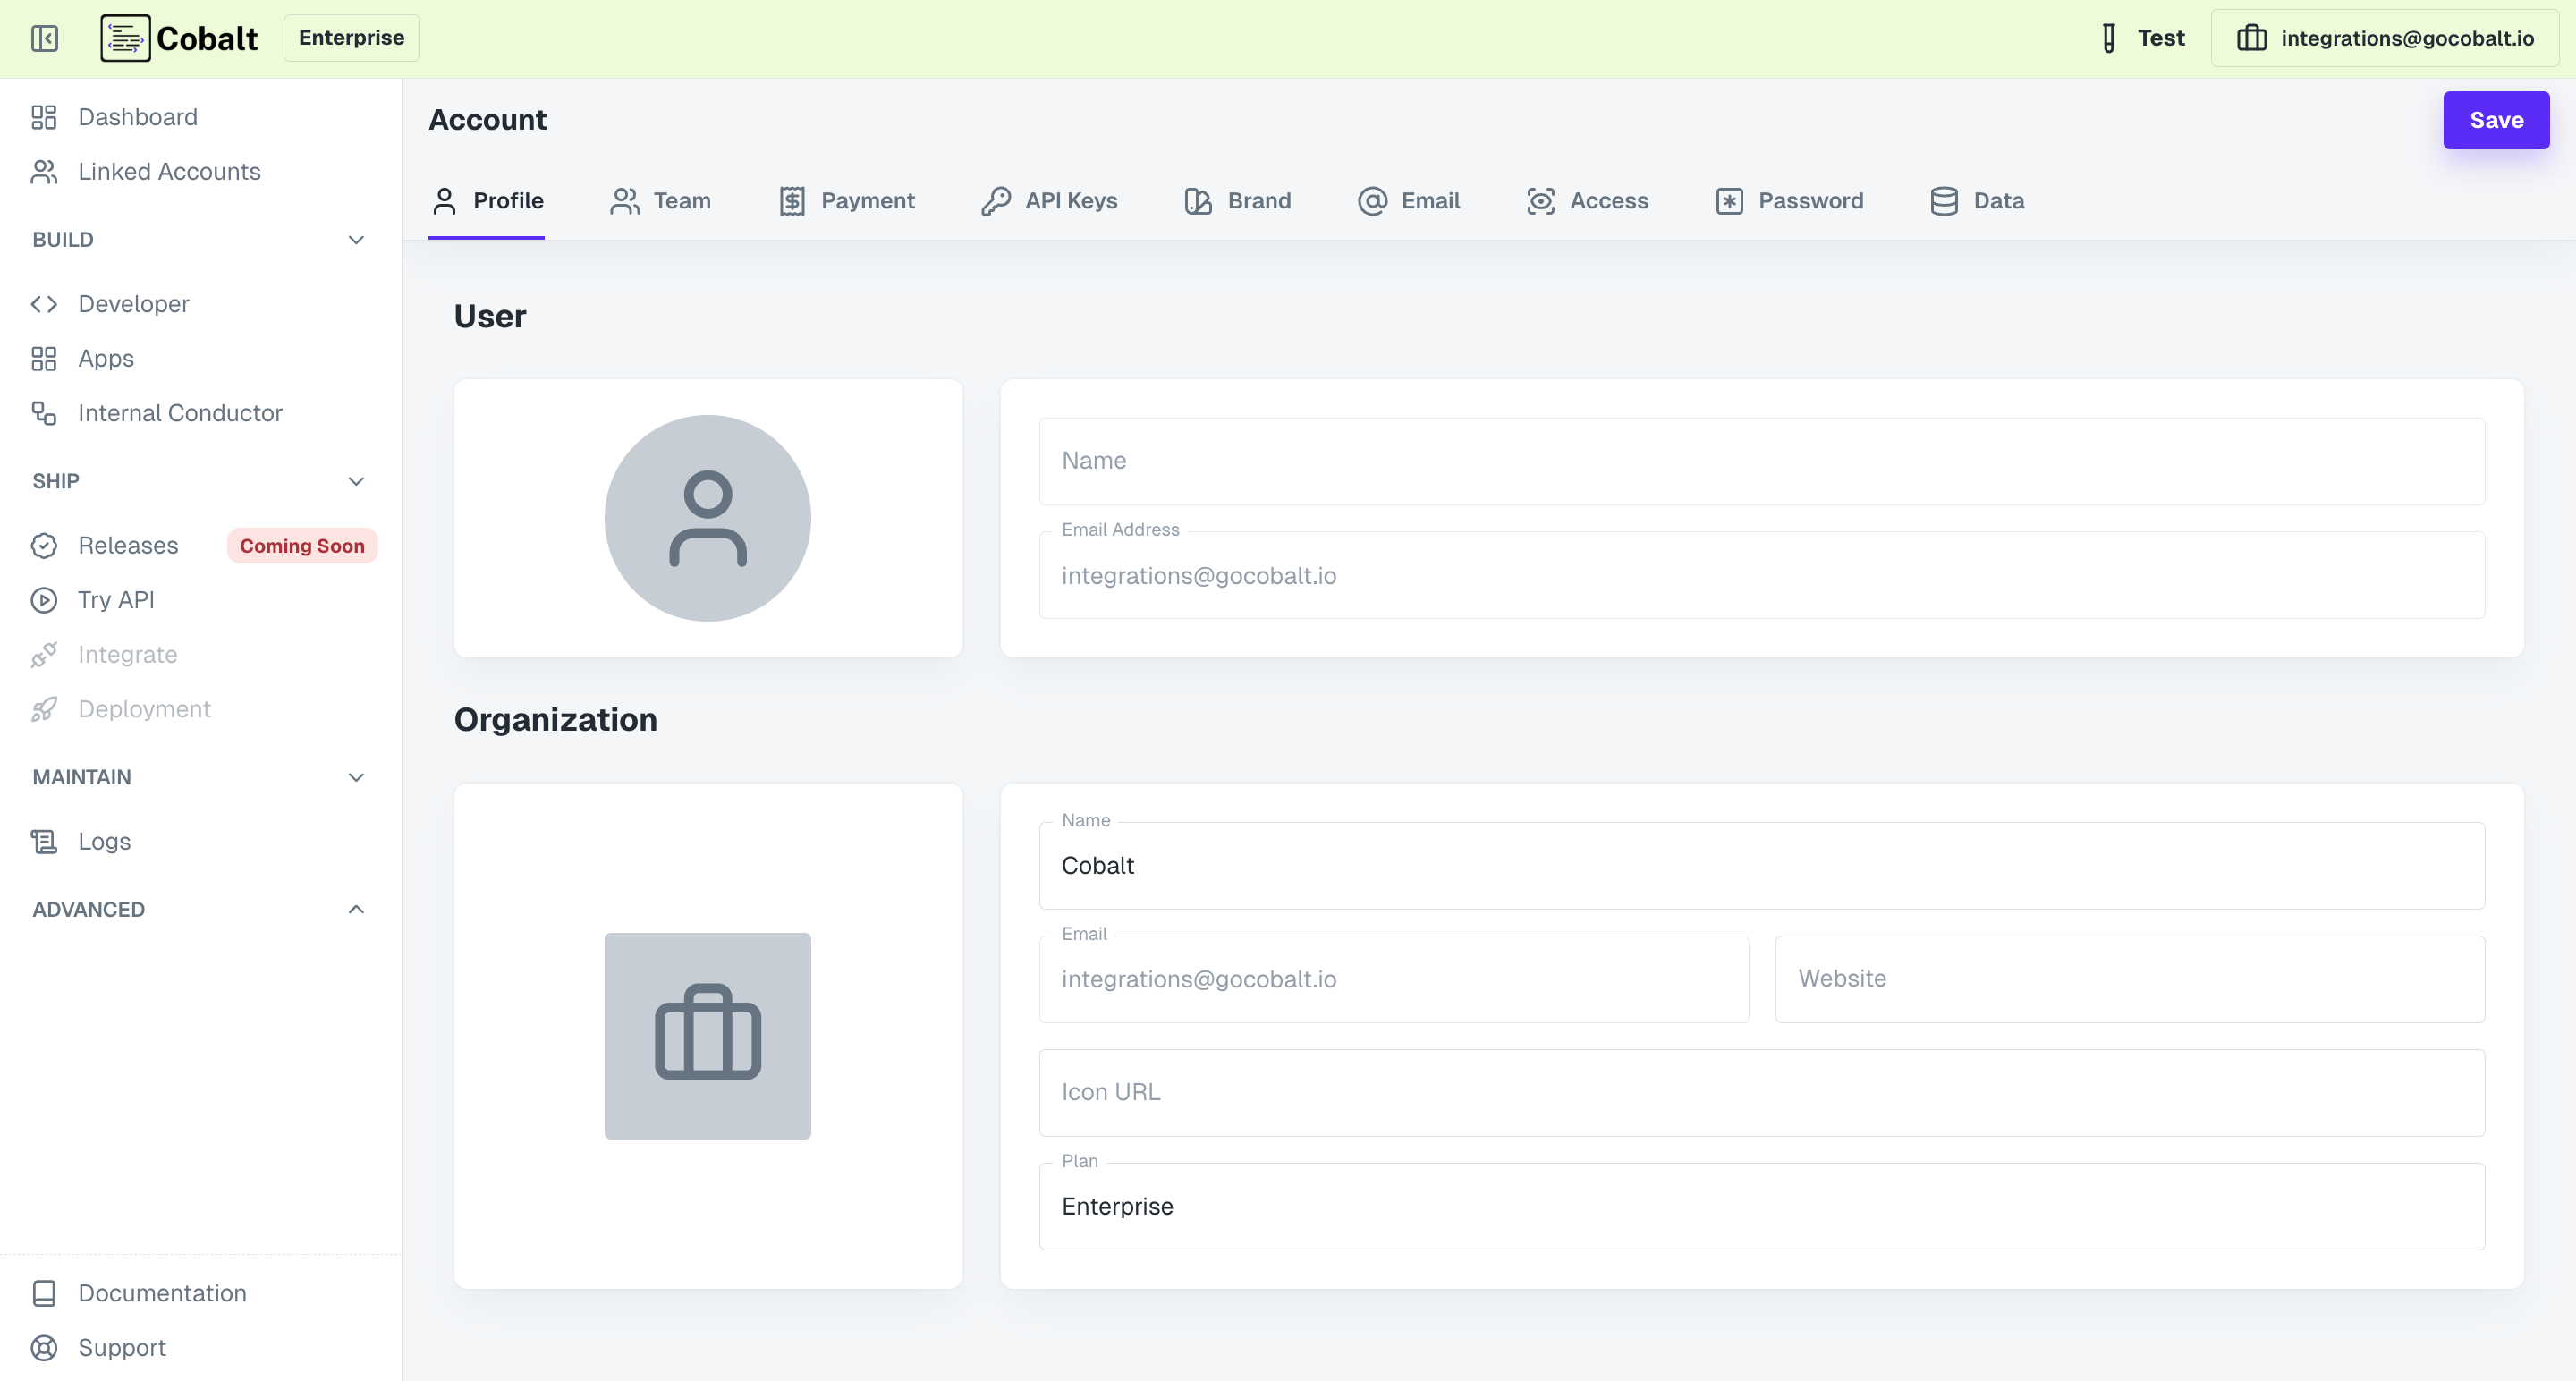 Cobalt Enterprise Test integrations@gocobalt.io
Dashboard
Linked Accounts
BUILD
Developer
Apps
Internal Conductor
SHIP
Releases Coming Soon
Try API
Integrate
Deployment
MAINTAIN
Logs
ADVANCED
Documentation
Support
Account Save
Profile Team Payment API Keys Brand Email Access Password Data
User
Name
Email Address
integrations@gocobalt.io
Organization
Name
Cobalt
Email
integrations@gocobalt.io Website
Icon URL
Plan
Enterprise